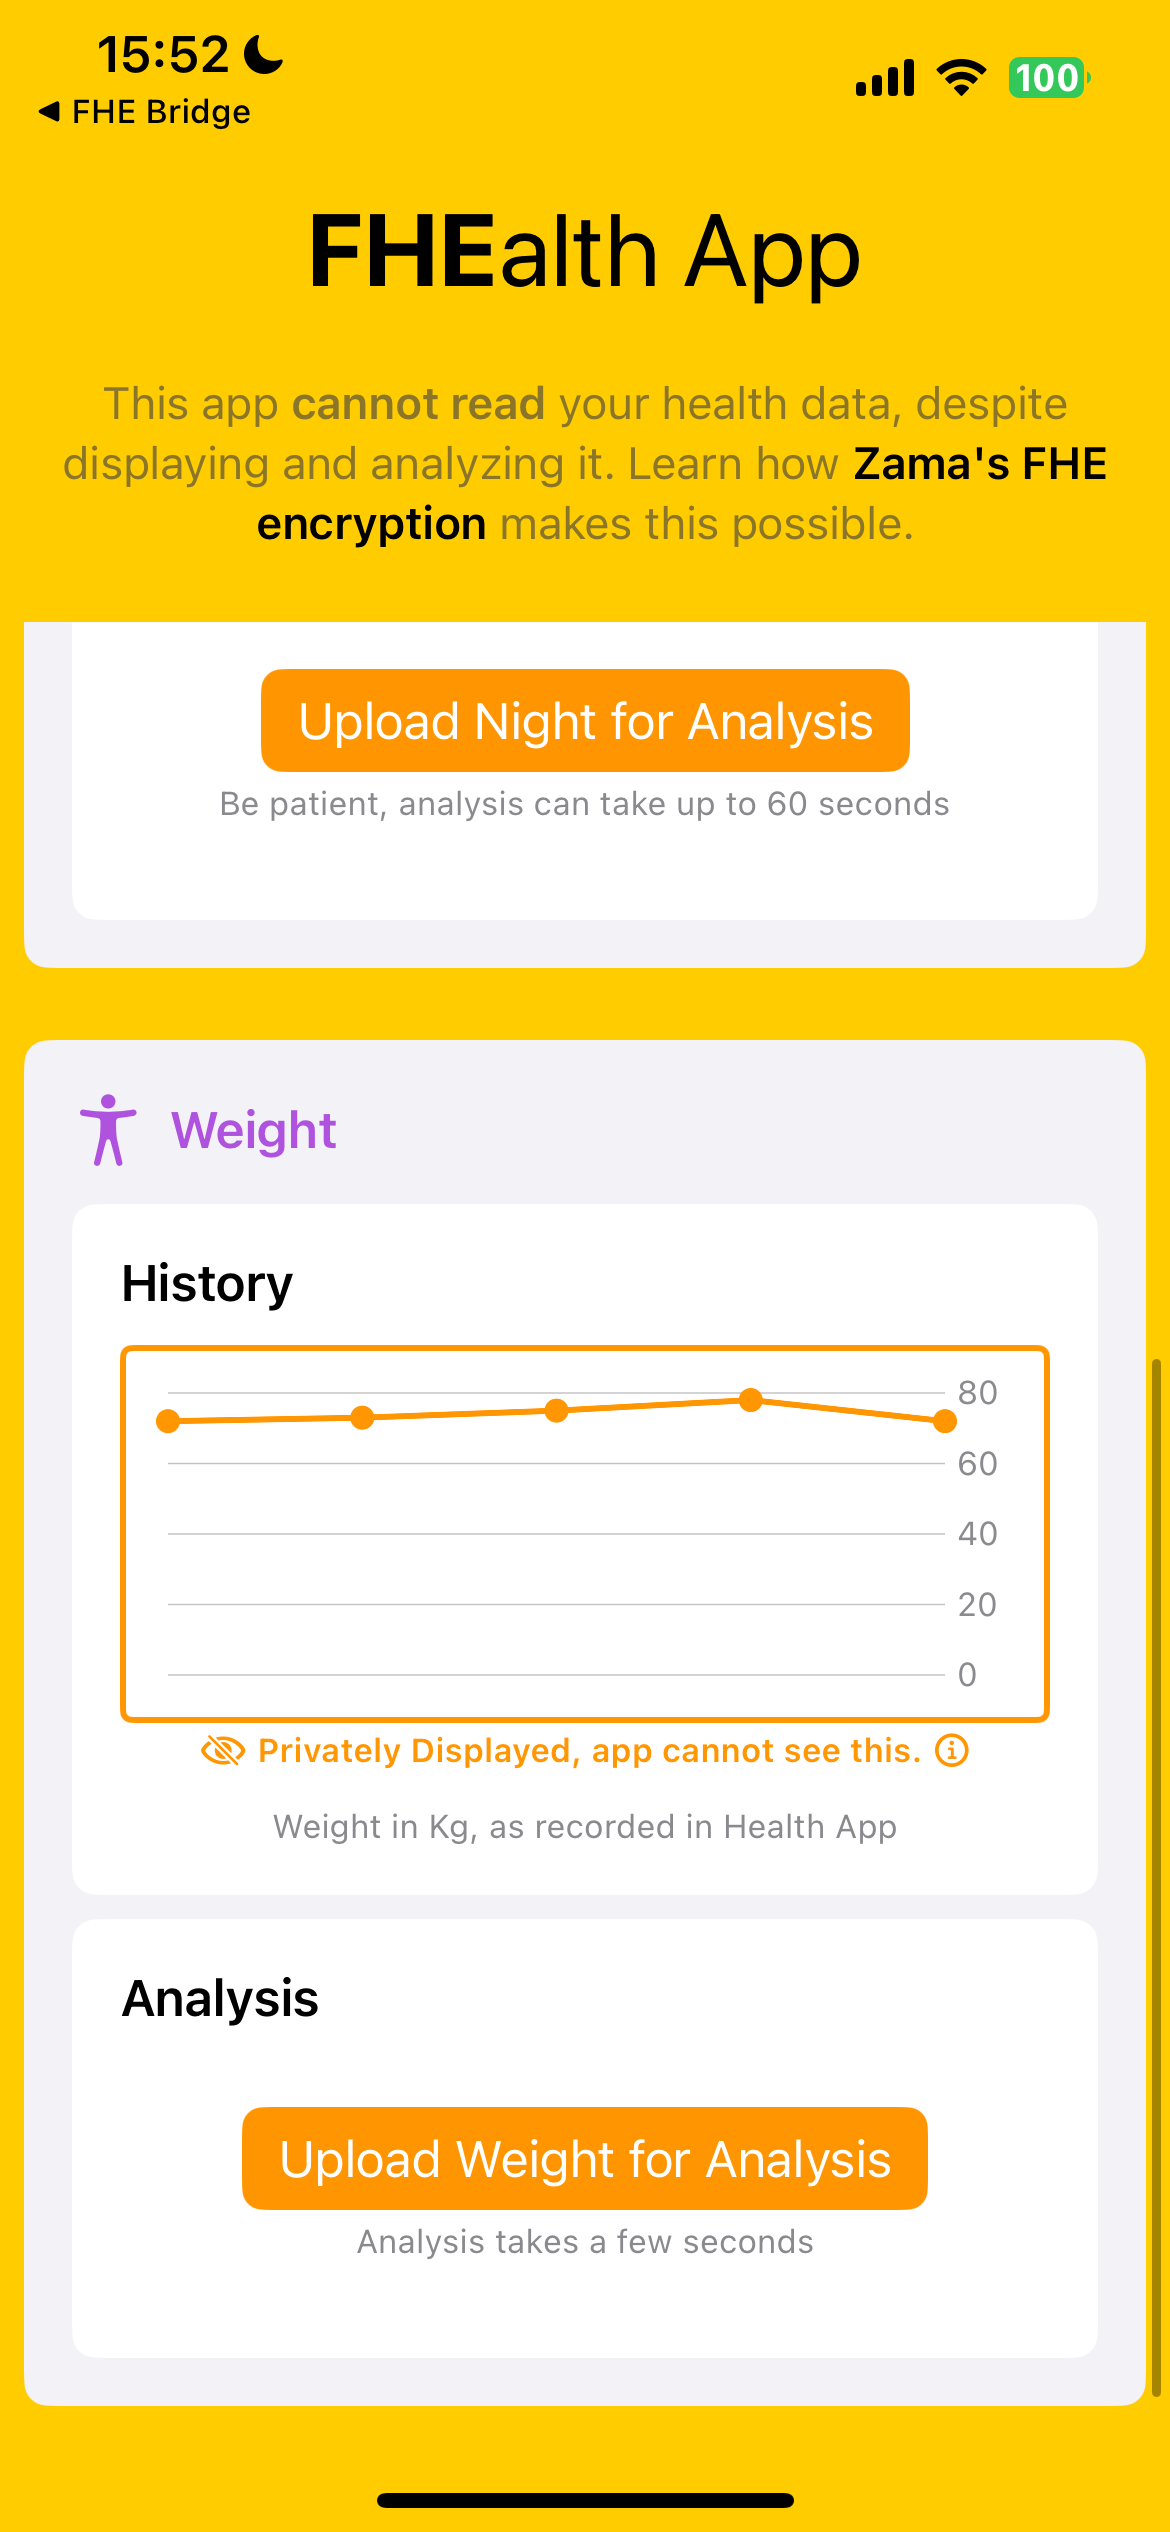 15:52
100
FHE Bridge
FHEalth App
This app cannot read your health data, despite
displaying and analyzing it. Learn how Zama's FHE
encryption makes this possible.
Upload Night for Analysis
Be patient, analysis can take up to 60 seconds
Weight
History
80
60
40
20
0
Privately Displayed, app cannot see this.
Weight in Kg, as recorded in Health App
Analysis
Upload Weight for Analysis
Analysis takes a few seconds